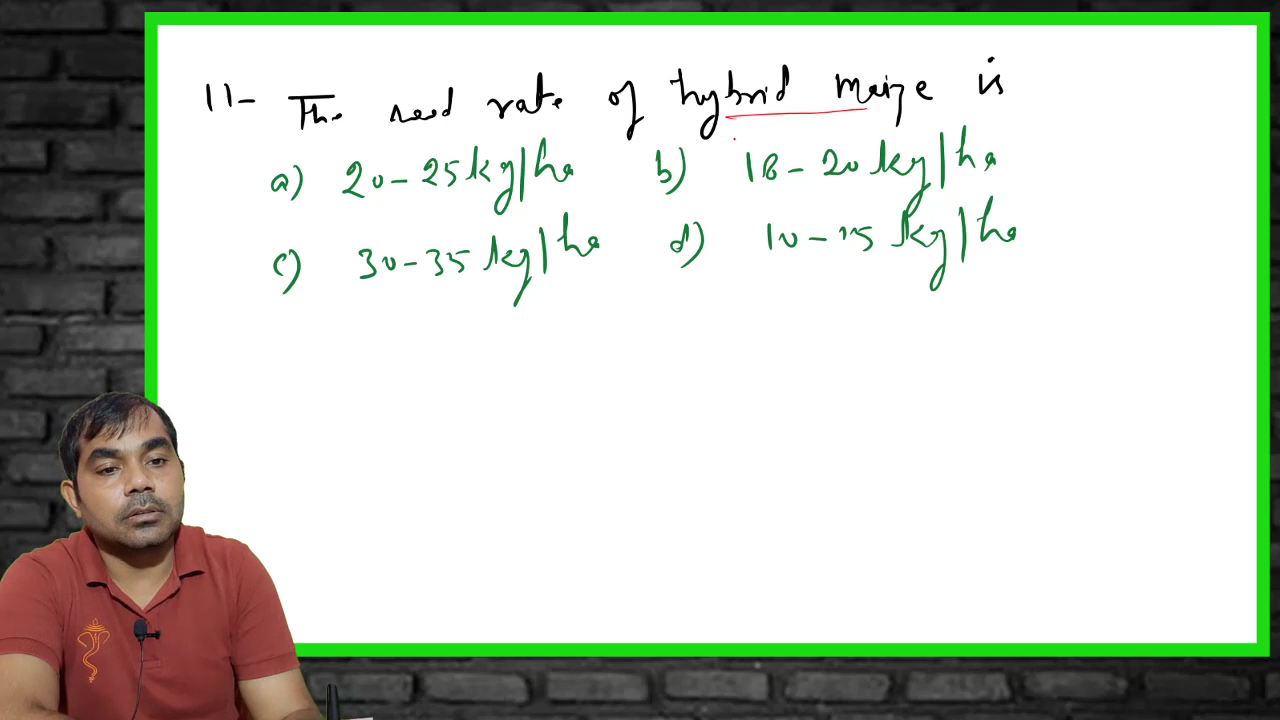 11- The seed rate of hybrid maize is
a) 20-25 kg/ha b) 18-20 kg/ha
c) 30-35 kg/ha d) 10-15 kg/ha